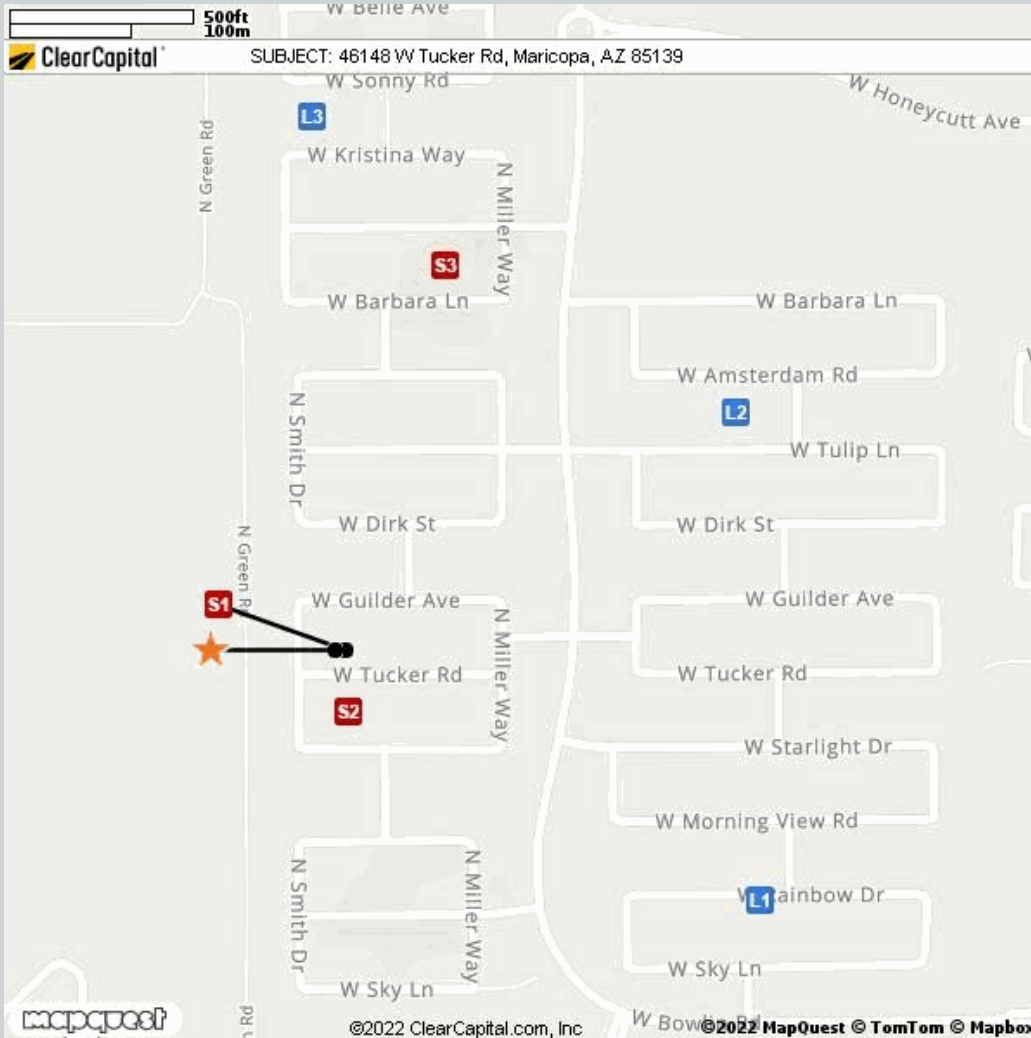 500ft
100m
W Belle Ave
ClearCapital
SUBJECT: 46148 W Tucker Rd, Maricopa, AZ 85139
W Sonny Rd
W Honeycutt Ave
L3
N Green Rd
W Kristina Way
N Miller Way
S3
W Barbara Ln
W Barbara Ln
W Amsterdam Rd
N Smith Dr
L2
W Tulip Ln
W Dirk St
W Dirk St
N Green R
S1
W Guilder Ave
W Guilder Ave
N Miller Way
W Tucker Rd
W Tucker Rd
S2
W Starlight Dr
W Morning View Rd
N Smith Dr
N Miller Way
W Rainbow Dr
L1
W Sky Ln
W Sky Ln
Rd
mapquest
©2022 ClearCapital.com, Inc
W Bowlin Rd
©2022 MapQuest © TomTom © Mapbox